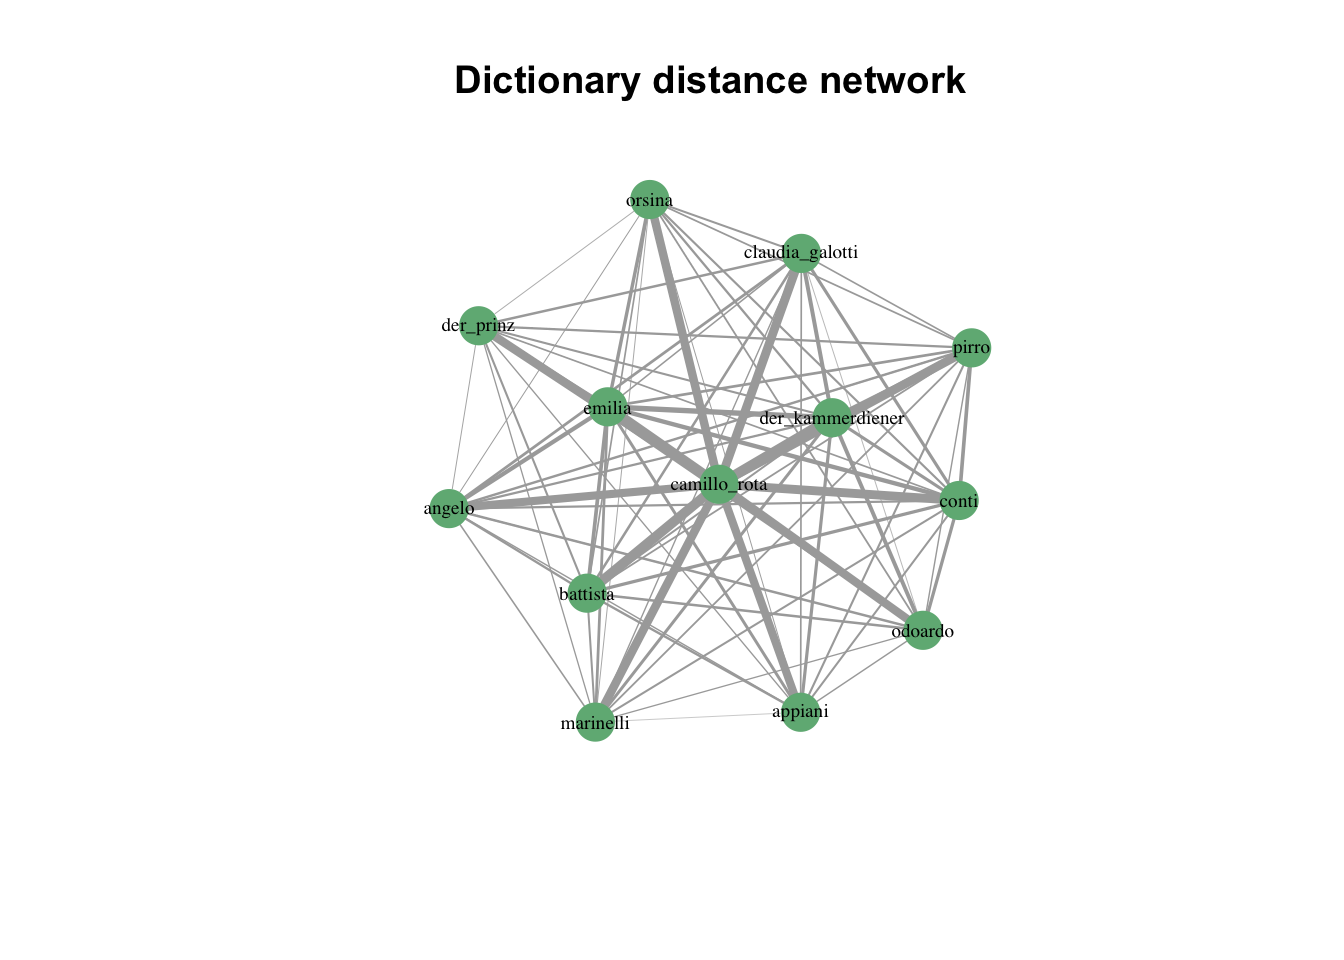 Dictionary distance network
orsina
claudia_galotti
der_prinz
pirro
emilia
der_kammerdiener
camillo_rota
conti
angelo
battista
odoardo
appiani
marinelli